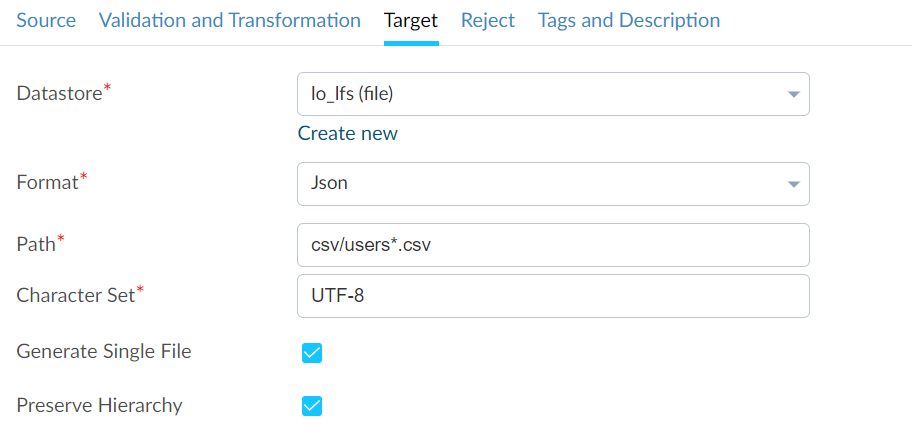 Source Validation and Transformation Target Reject Tags and Description
Datastore* lo_lfs (file)
Create new
Format* Json
Path* csv/users*.csv
Character Set* UTF-8
Generate Single File
Preserve Hierarchy